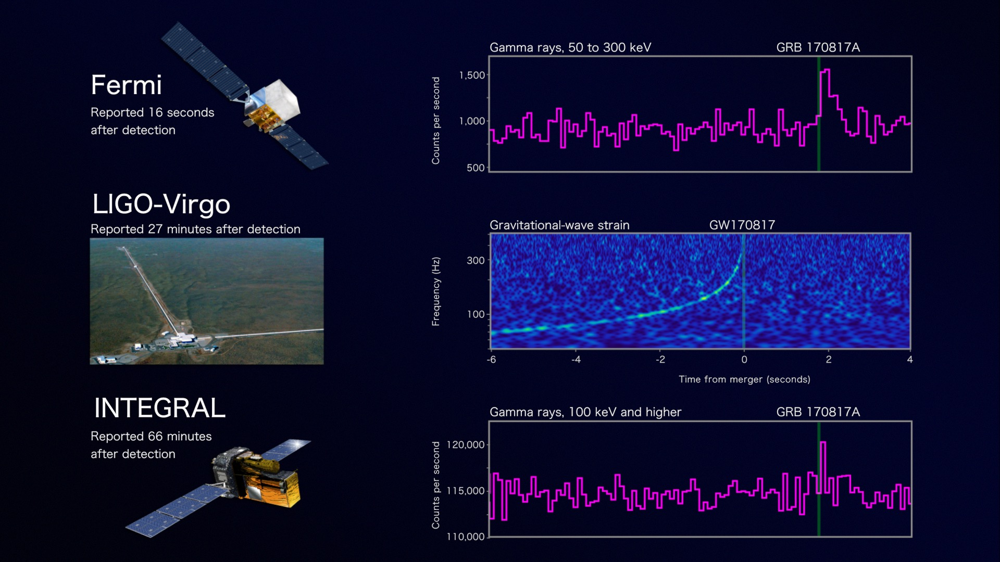 Fermi
Reported 16 seconds
after detection
Gamma rays, 50 to 300 keV
GRB 170817A
Counts per second
1,500
1,000
500
LIGO-Virgo
Reported 27 minutes after detection
Gravitational-wave strain
GW170817
Frequency (Hz)
300
100
-6 -4 -2 0 2 4
Time from merger (seconds)
INTEGRAL
Reported 66 minutes
after detection
Gamma rays, 100 keV and higher
GRB 170817A
Counts per second
120,000
115,000
110,000